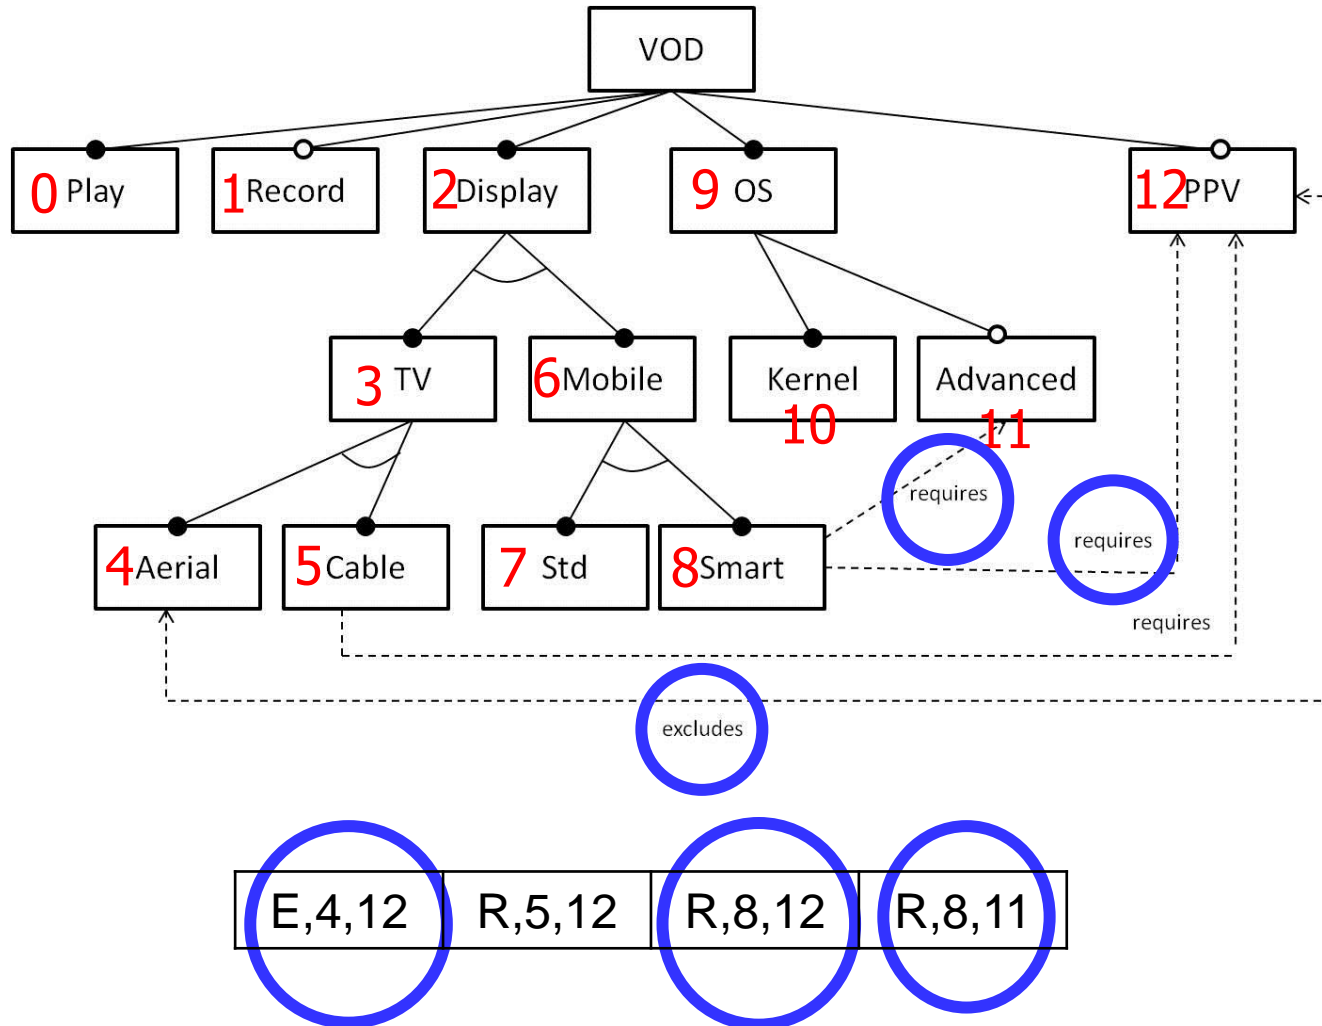 VOD
0 Play
1 Record
2 Display
9 OS
12 PPV
3 TV
6 Mobile
Kernel
10
Advanced
11
requires
requires
4 Aerial
5 Cable
7 Std
8 Smart
requires
excludes
E,4,12 R,5,12 R,8,12 R,8,11